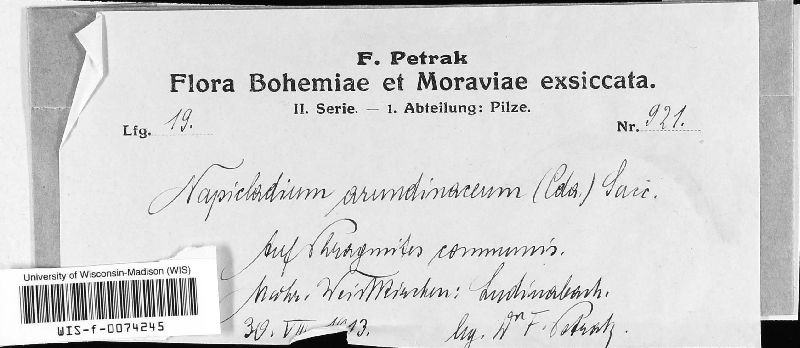 F. Petrak
Flora Bohemiae et Moraviae exsiccata.
II. Serie. — 1. Abteilung: Pilze.
Lfg. 19.
Nr. 921.
Napicladium arundinaceum (Cda.) Sacc.
Auf Phragmites communis.
Mähr. Weisskirchen: Ludinabach.
30. VII. 1913.
lg. Dr. F. Petrak.
University of Wisconsin-Madison (WIS)
WIS-f-0074245